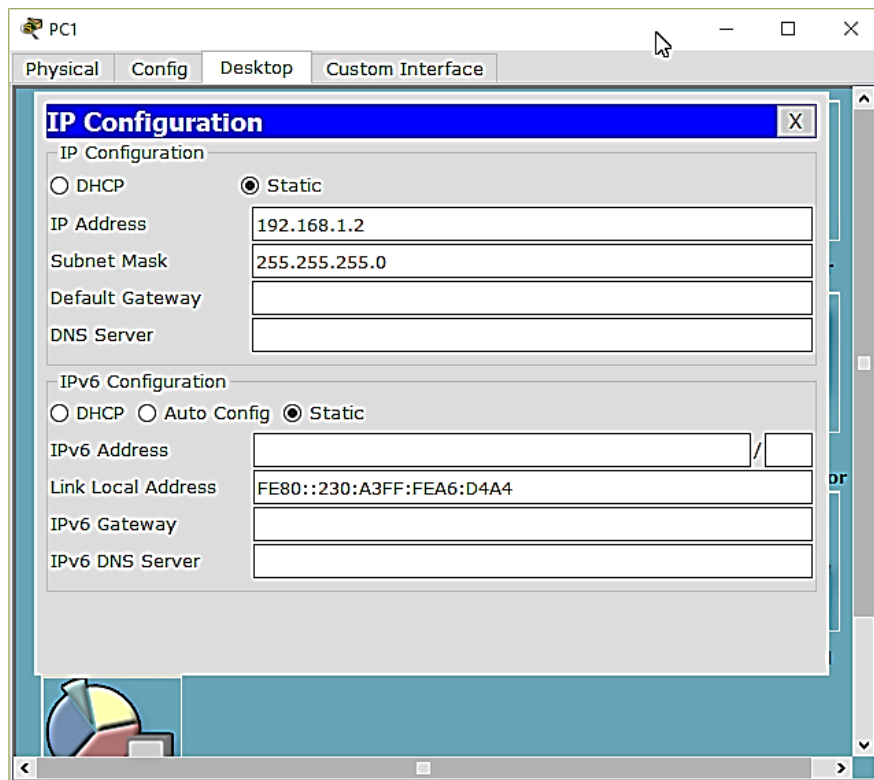 PC1
Physical Config Desktop Custom Interface
IP Configuration X
IP Configuration
DHCP Static
IP Address 192.168.1.2
Subnet Mask 255.255.255.0
Default Gateway
DNS Server
IPv6 Configuration
DHCP Auto Config Static
IPv6 Address /
Link Local Address FE80::230:A3FF:FEA6:D4A4
IPv6 Gateway
IPv6 DNS Server
or